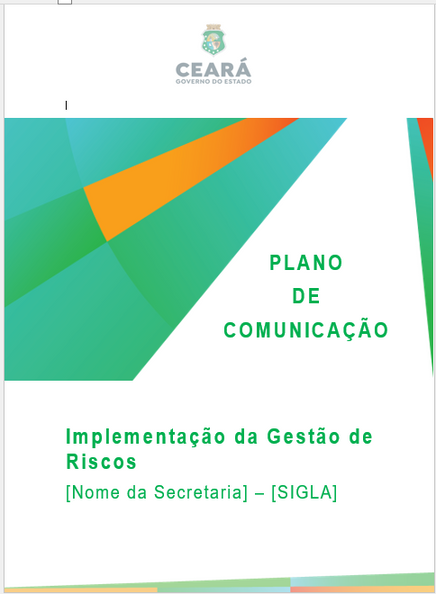 CEARÁ
GOVERNO DO ESTADO
PLANO
DE
COMUNICAÇÃO
Implementação da Gestão de
Riscos
[Nome da Secretaria] – [SIGLA]